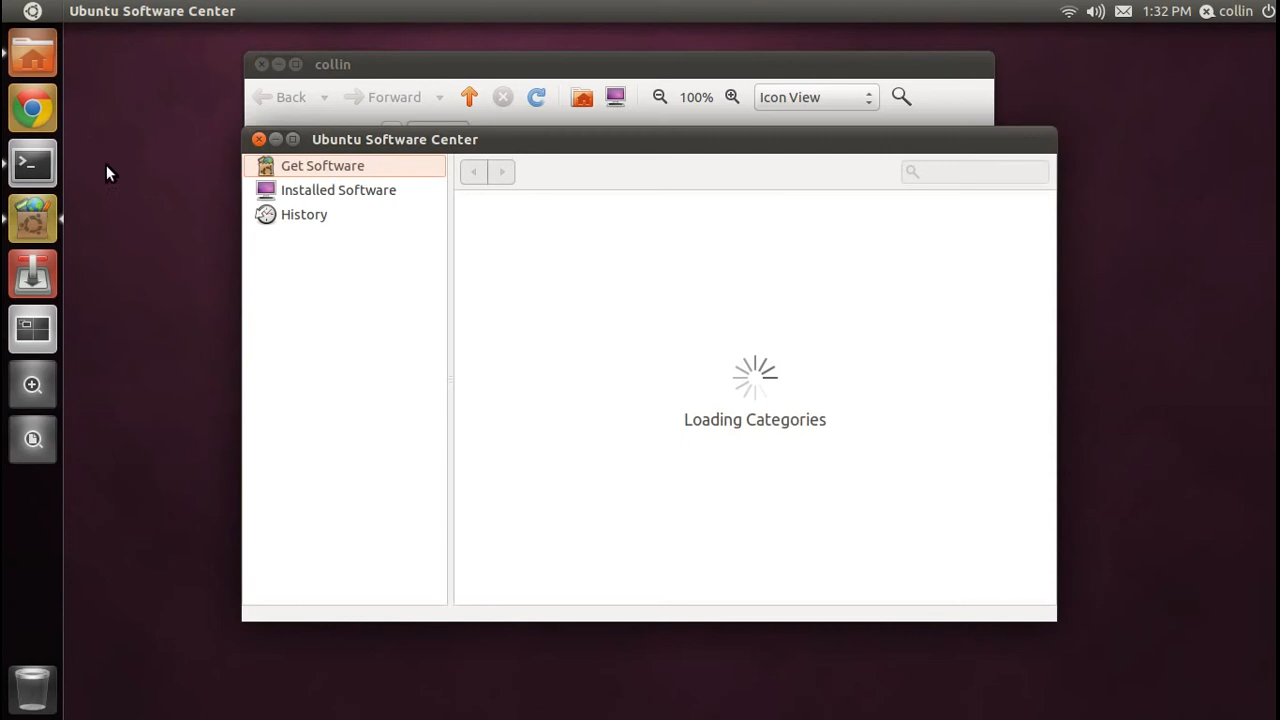 Ubuntu Software Center
1:32 PM collin
collin
Back Forward 100% Icon View
Ubuntu Software Center
Get Software
Installed Software
History
Loading Categories